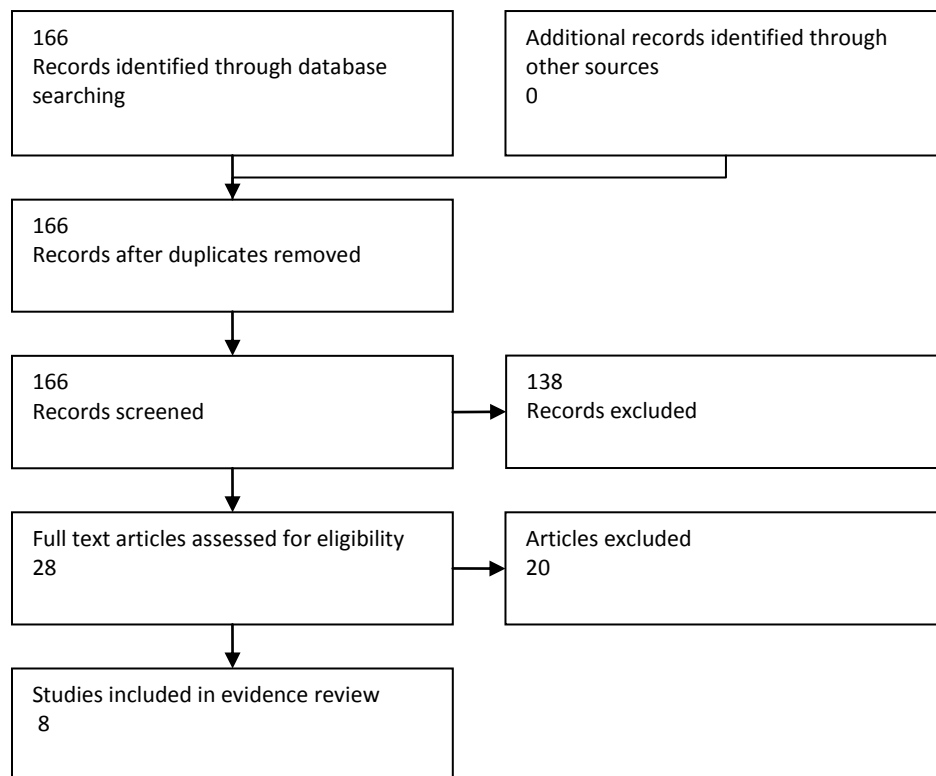 166
Records identified through database
searching
Additional records identified through
other sources
0
166
Records after duplicates removed
166
Records screened
138
Records excluded
Full text articles assessed for eligibility
28
Articles excluded
20
Studies included in evidence review
8